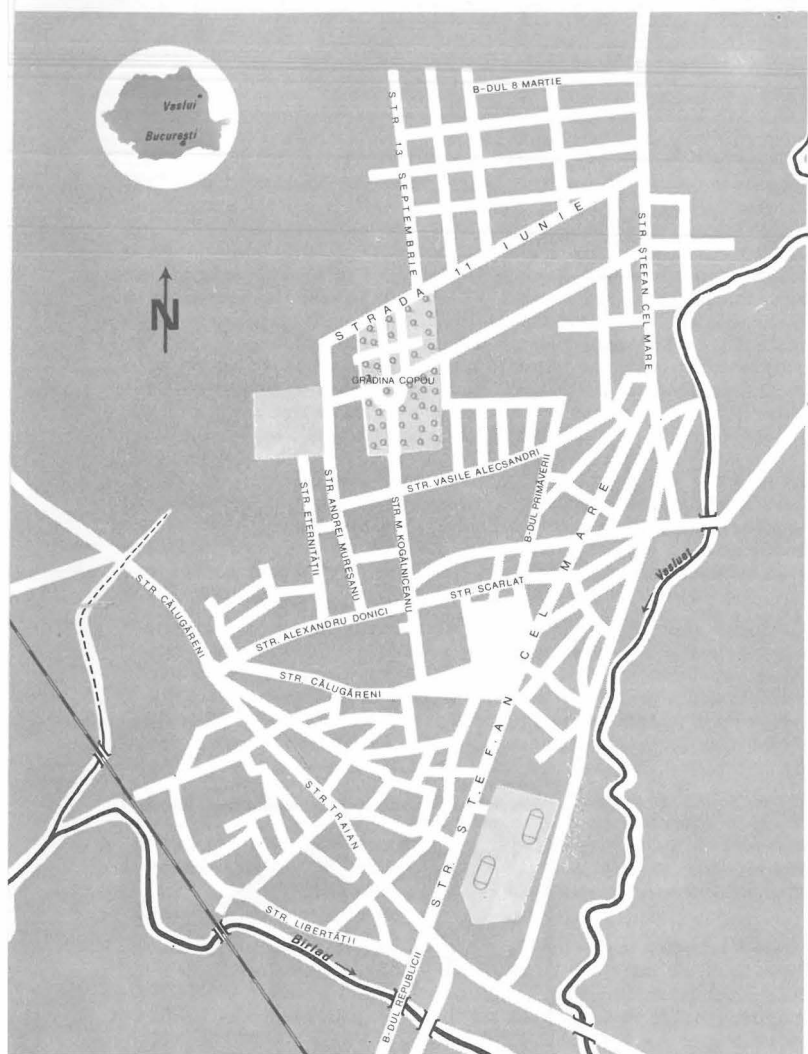 Vaslui
București
N
B-DUL 8 MARTIE
STR. 13 SEPTEMBRIE
STRADA 11 IUNIE
STR. ȘTEFAN CEL MARE
GRĂDINA COPOU
STR. VASILE ALECSANDRI
B-DUL PRIMĂVERII
STR. ETERNITĂȚII
STR. ANDREI MUREȘANU
STR. M. KOGĂLNICEANU
Vasluet
STR. SCARLAT
STR. ALEXANDRU DONICI
STR. CĂLUGĂRENI
STR. CĂLUGĂRENI
STR. ȘTEFAN CEL MARE
STR. TRAIAN
STR. LIBERTĂȚII
Bîrlad
B-DUL REPUBLICII